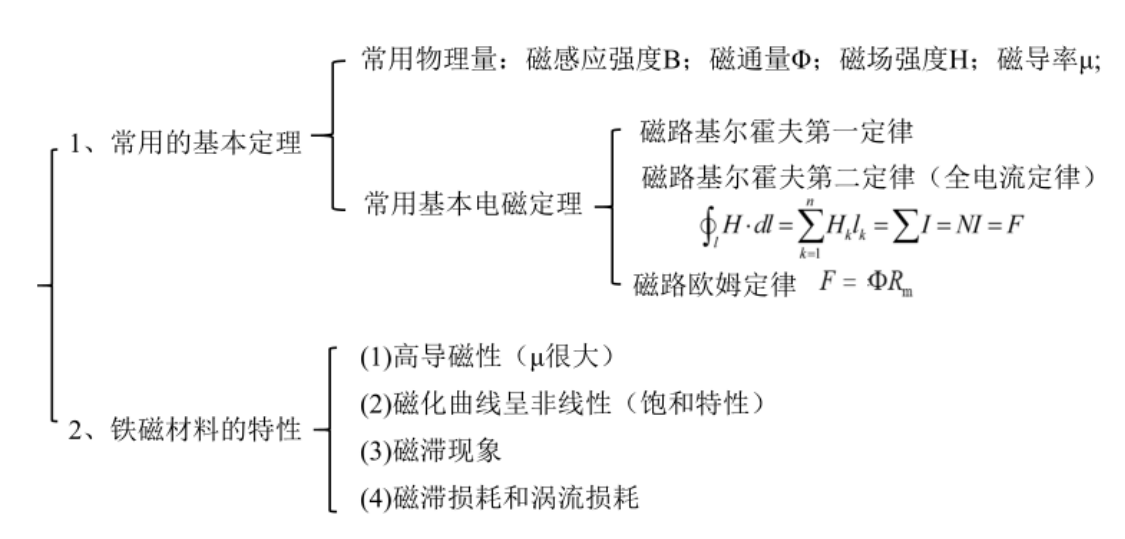 常用物理量：磁感应强度B；磁通量Φ；磁场强度H；磁导率μ;
1、常用的基本定理
磁路基尔霍夫第一定律
磁路基尔霍夫第二定律（全电流定律）
常用基本电磁定理
∮_l H·dl = ∑_{k=1}^{n} H_k l_k = ∑I = NI = F
磁路欧姆定律 F = ΦR_m
(1)高导磁性（μ很大）
(2)磁化曲线呈非线性（饱和特性）
2、铁磁材料的特性
(3)磁滞现象
(4)磁滞损耗和涡流损耗